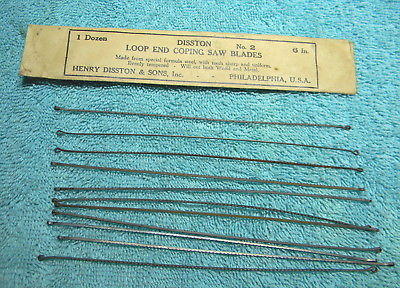 1 Dozen DISSTON No. 2 6 In.
LOOP END COPING SAW BLADES
Made from special formula steel, with teeth sharp and uniform.
Evenly tempered - Will cut both Wood and Metal
HENRY DISSTON & SONS, Inc. PHILADELPHIA, U.S.A.